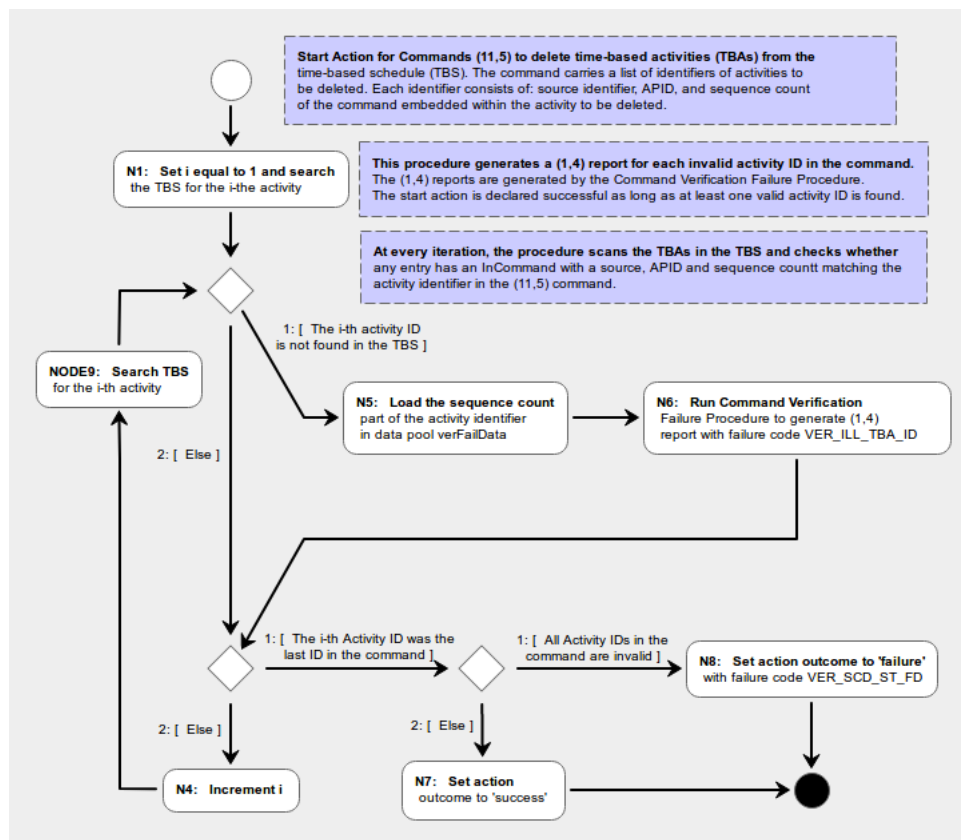 Start Action for Commands (11,5) to delete time-based activities (TBAs) from the
time-based schedule (TBS). The command carries a list of identifiers of activities to
be deleted. Each identifier consists of: source identifier, APID, and sequence count
of the command embedded within the activity to be deleted.
N1: Set i equal to 1 and search
the TBS for the i-the activity
This procedure generates a (1,4) report for each invalid activity ID in the command.
The (1,4) reports are generated by the Command Verification Failure Procedure.
The start action is declared successful as long as at least one valid activity ID is found.
At every iteration, the procedure scans the TBAs in the TBS and checks whether
any entry has an InCommand with a source, APID and sequence countt matching the
activity identifier in the (11,5) command.
1: [ The i-th activity ID
is not found in the TBS ]
NODE9: Search TBS
for the i-th activity
N5: Load the sequence count
part of the activity identifier
in data pool verFailData
N6: Run Command Verification
Failure Procedure to generate (1,4)
report with failure code VER_ILL_TBA_ID
2: [ Else ]
1: [ The i-th Activity ID was the
last ID in the command ]
1: [ All Activity IDs in the
command are invalid ]
N8: Set action outcome to 'failure'
with failure code VER_SCD_ST_FD
2: [ Else ]
2: [ Else ]
N4: Increment i
N7: Set action
outcome to 'success'